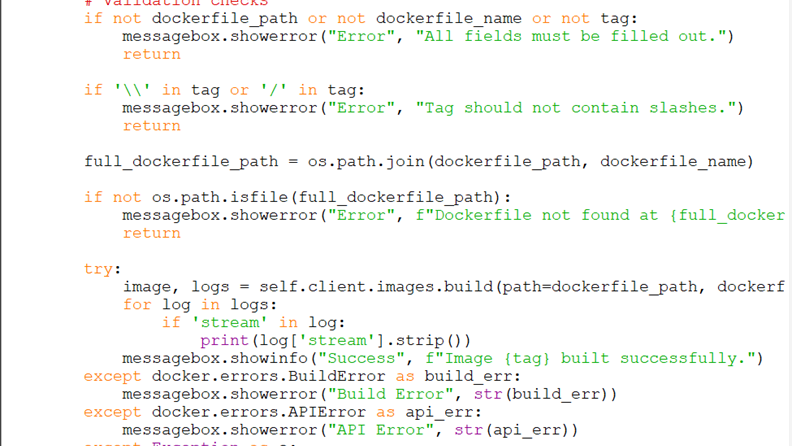 # Validation checks
if not dockerfile_path or not dockerfile_name or not tag:
messagebox.showerror("Error", "All fields must be filled out.")
return
if '\\' in tag or '/' in tag:
messagebox.showerror("Error", "Tag should not contain slashes.")
return
full_dockerfile_path = os.path.join(dockerfile_path, dockerfile_name)
if not os.path.isfile(full_dockerfile_path):
messagebox.showerror("Error", f"Dockerfile not found at {full_docker
return
try:
image, logs = self.client.images.build(path=dockerfile_path, dockerf
for log in logs:
if 'stream' in log:
print(log['stream'].strip())
messagebox.showinfo("Success", f"Image {tag} built successfully.")
except docker.errors.BuildError as build_err:
messagebox.showerror("Build Error", str(build_err))
except docker.errors.APIError as api_err:
messagebox.showerror("API Error", str(api_err))
except Exception as e: